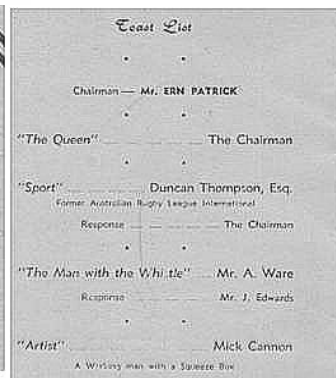 Toast List
Chairman — Mr. ERN PATRICK
"The Queen" The Chairman
"Sport" Duncan Thompson, Esq.
Former Australian Rugby League International
Response The Chairman
"The Man with the Whistle" Mr. A. Ware
Response Mr. J. Edwards
"Artist" Mick Cannon
A man with a Squeeze Box